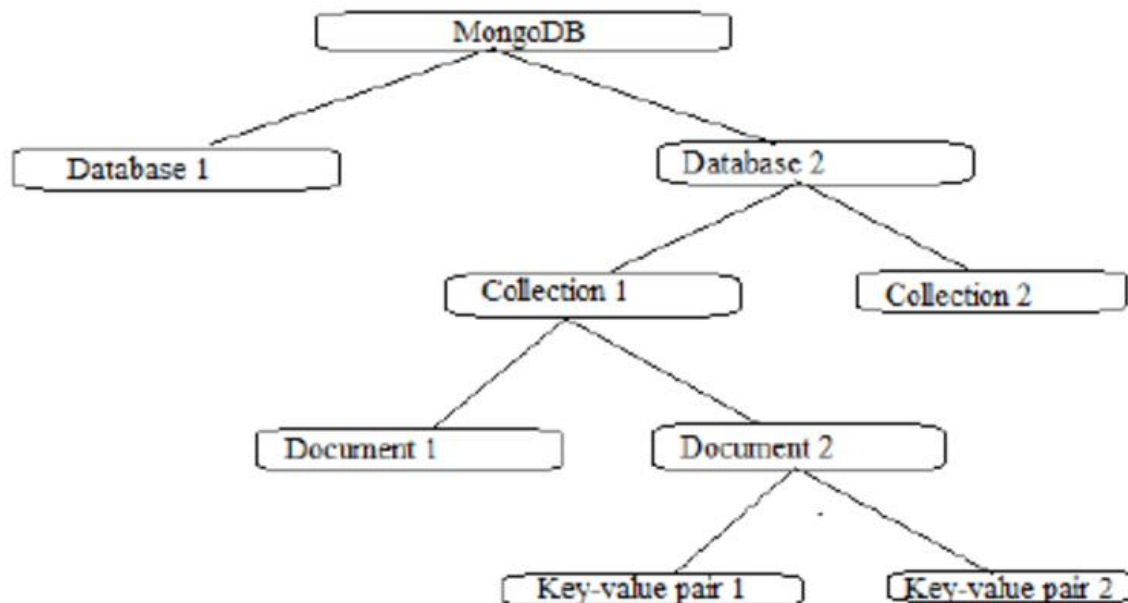 MongoDB
Database 1
Database 2
Collection 1
Collection 2
Document 1
Document 2
Key-value pair 1
Key-value pair 2